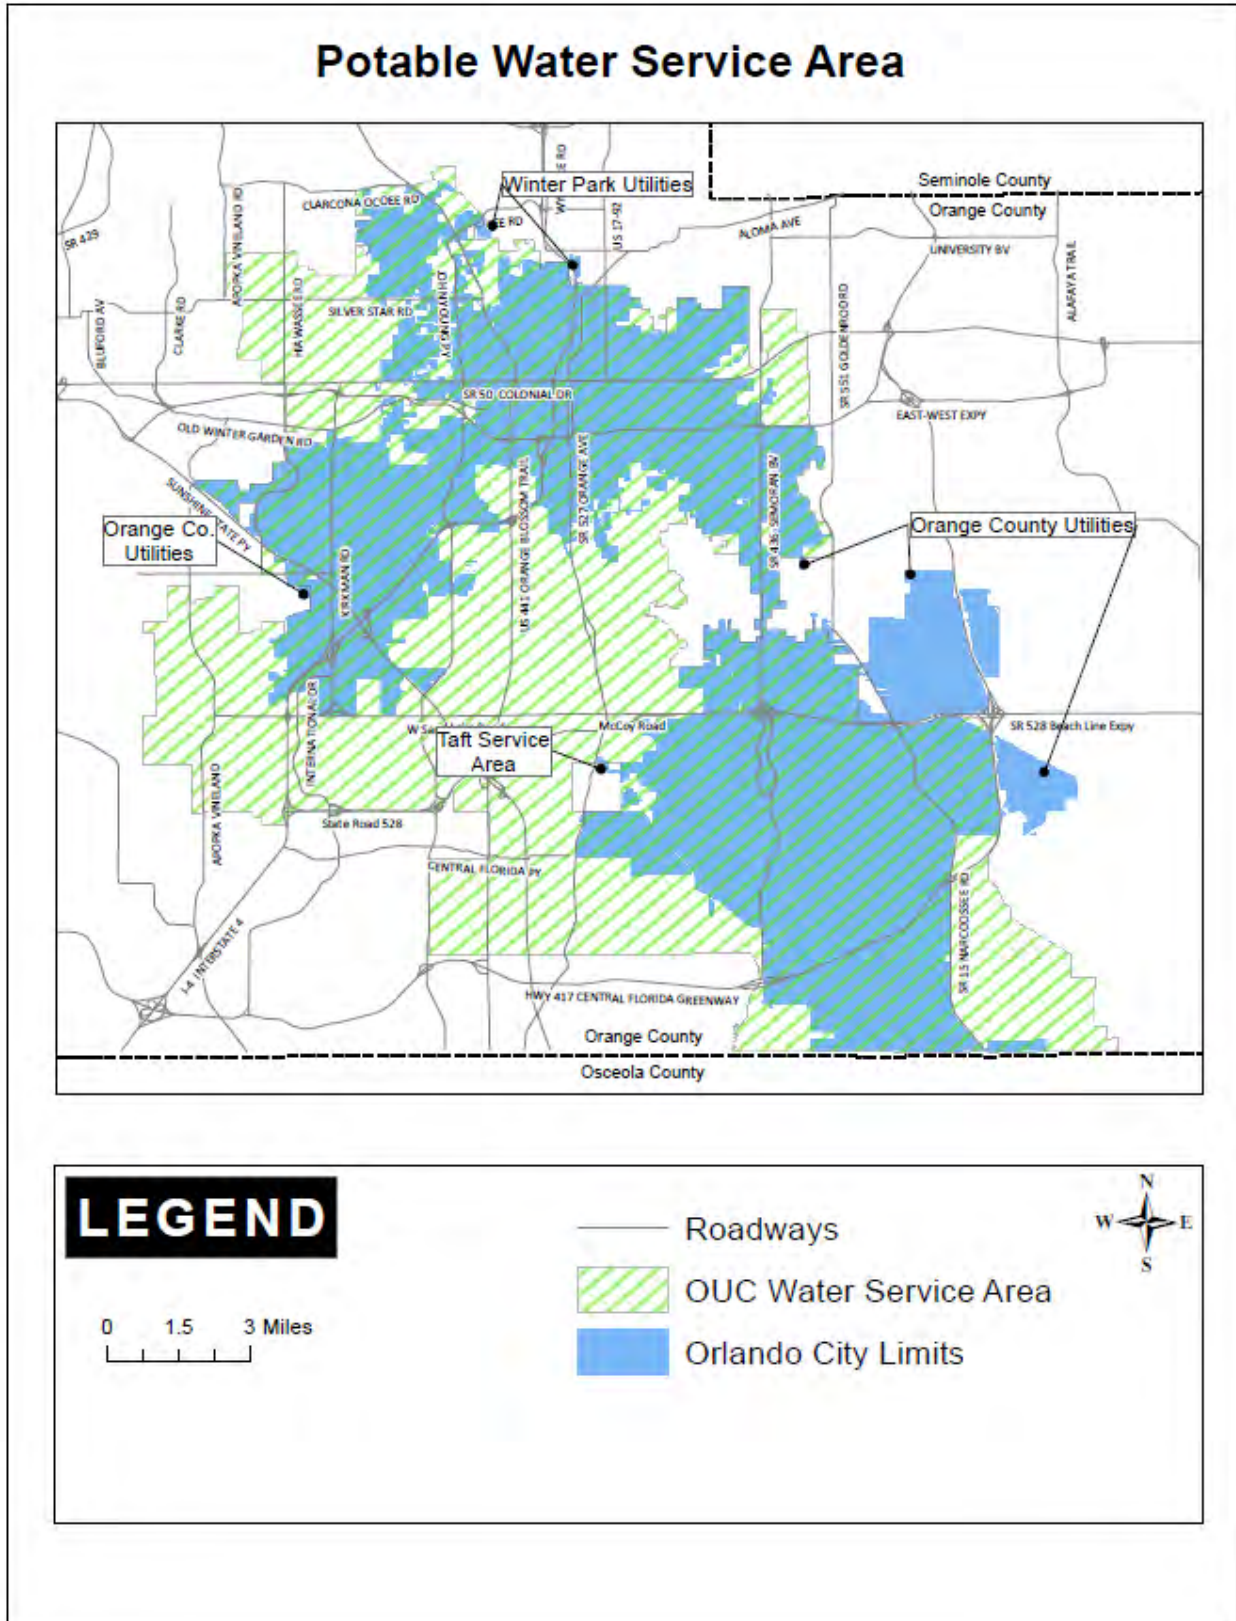 Potable Water Service Area
Seminole County
Orange County
Winter Park Utilities
CLARCONA OCOEE RD
EE RD
US 17-92
ALOMA AVE
UNIVERSITY BV
ALAFAYA TRAIL
SR 429
APOPKA VINELAND RD
HIAWASSEE RD
CLARKE RD
BLUFORD AV
SILVER STAR RD
JOHN YOUNG PY
SR 551 GOLDENROD RD
SR 50 COLONIAL DR
EAST-WEST EXPY
OLD WINTER GARDEN RD
SUNSHINE STATE PY
Orange Co.
Utilities
KIRKMAN RD
US 441 ORANGE BLOSSOM TRAIL
SR 527 ORANGE AVE
SR 436 SEMORAN BV
Orange County Utilities
INTERNATIONAL DR
McCoy Road
SR 528 Beach Line Expy
Taft Service
Area
APOPKA VINELAND
State Road 528
CENTRAL FLORIDA PY
I-4 INTERSTATE 4
SR 15 NARCOOSSEE RD
HWY 417 CENTRAL FLORIDA GREENWAY
Orange County
Osceola County
LEGEND
0 1.5 3 Miles
Roadways
OUC Water Service Area
Orlando City Limits
N
W E
S